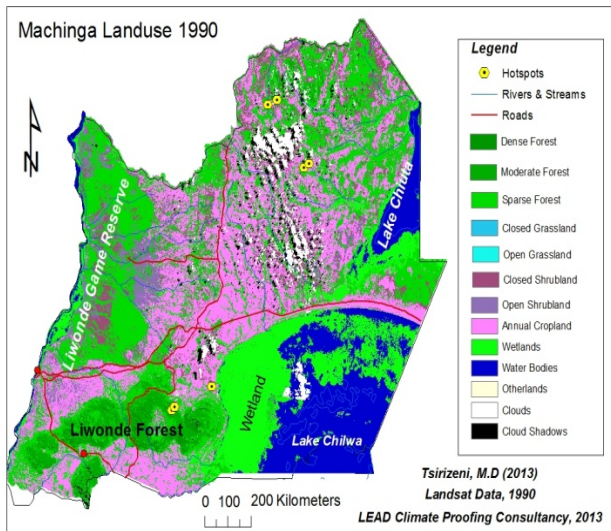 Machinga Landuse 1990
N
Liwonde Game Reserve
Lake Chiuta
Wetland
Liwonde Forest
Lake Chilwa
0 100 200 Kilometers
Legend
Hotspots
Rivers & Streams
Roads
Dense Forest
Moderate Forest
Sparse Forest
Closed Grassland
Open Grassland
Closed Shrubland
Open Shrubland
Annual Cropland
Wetlands
Water Bodies
Otherlands
Clouds
Cloud Shadows
Tsirizeni, M.D (2013)
Landsat Data, 1990
LEAD Climate Proofing Consultancy, 2013